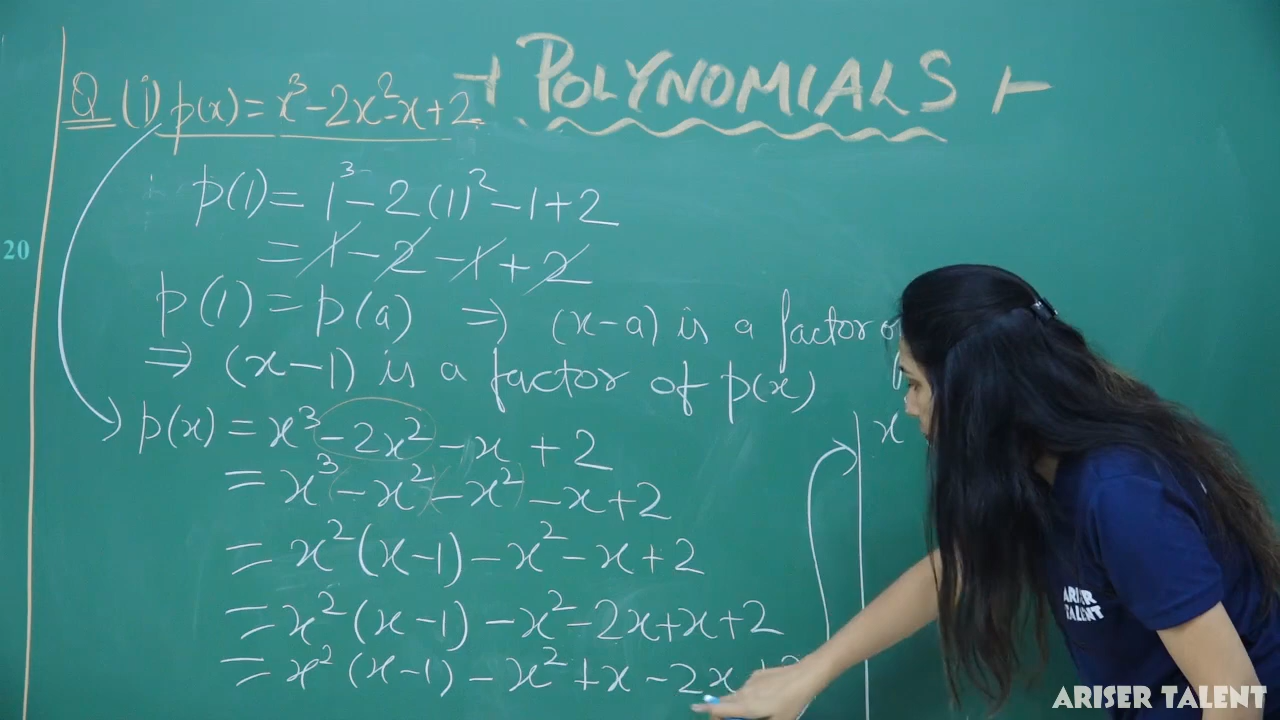 ⊣ POLYNOMIALS ⊢
Q (i) p(x) = x³-2x²-x+2
p(1) = 1³-2(1)²-1+2
= 1-2-1+2
p(1) = p(a) ⇒ (x-a) is a factor
⇒ (x-1) is a factor of p(x)
p(x) = x³-2x²-x+2
= x³-x²-x²-x+2
= x²(x-1)-x²-x+2
= x²(x-1)-x²-2x+x+2
= x²(x-1)-x²+x-2x
x
20
ARISER
TALENT
ARISER TALENT